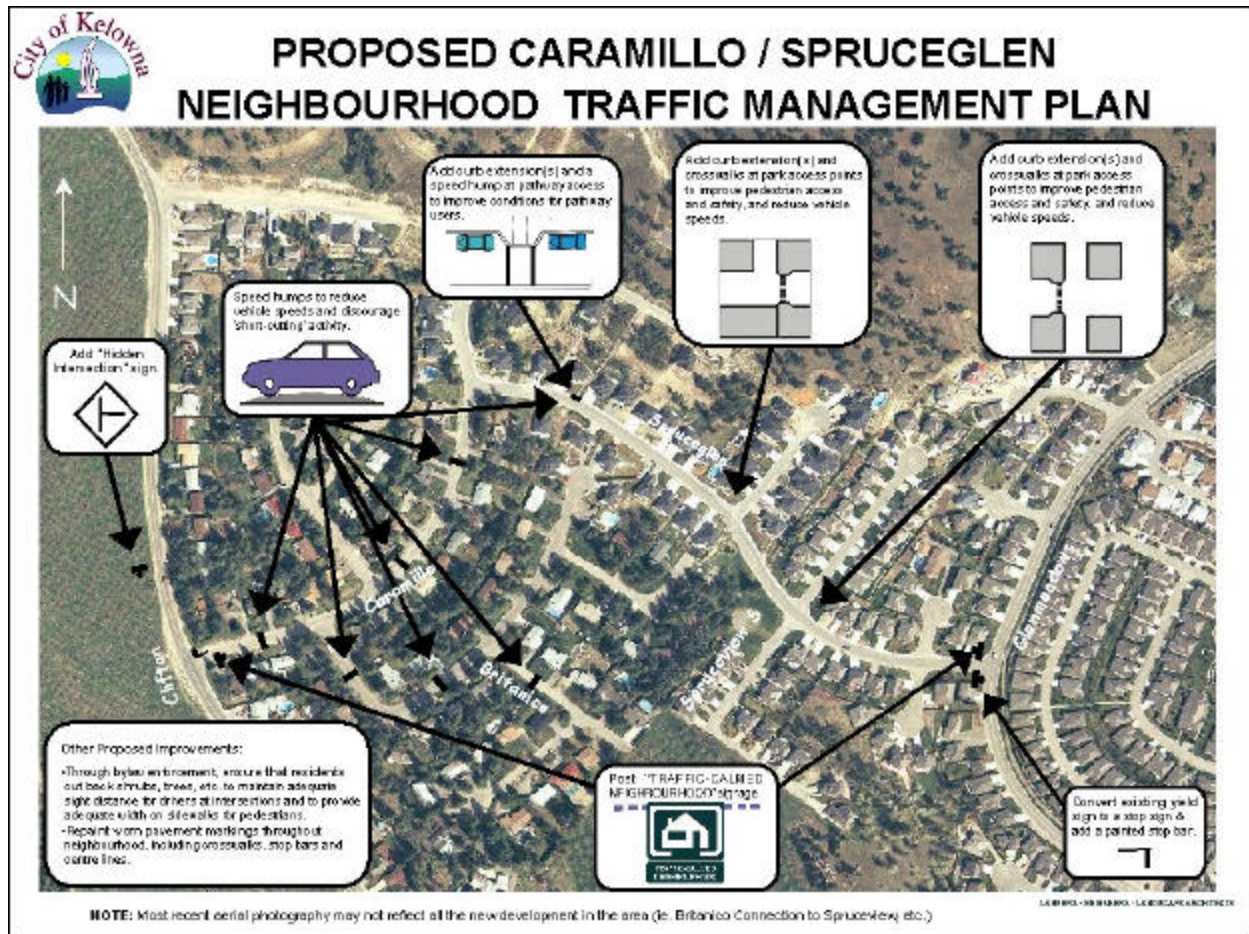 City of Kelowna
PROPOSED CARAMILLO / SPRUCEGLEN
NEIGHBOURHOOD TRAFFIC MANAGEMENT PLAN
Add curb extension(s) and a
speed hump at pathway access
to improve conditions for pathway
users.
Add curb extension(s) and
crosswalks at park access points
to improve pedestrian access
and safety, and reduce vehicle
speeds.
Add curb extension(s) and
crosswalks at park access
points to improve pedestrian
access and safety, and reduce
vehicle speeds.
N
Speed humps to reduce
vehicle speeds and discourage
'short-cutting' activity.
Add "Hidden
Intersection" sign.
Spruceglen
Glenmeadows
Caramillo
Britanico
Spruceview S
Clifton
Other Proposed Improvements:
•Through bylaw enforcement, ensure that residents
cut back shrubs, trees, etc. to maintain adequate
sight distance for drivers at intersections and to provide
adequate width on sidewalks for pedestrians.
•Repaint worn pavement markings throughout
neighbourhood, including crosswalks, stop bars and
centre lines.
Post "TRAFFIC-CALMED
NEIGHBOURHOOD" signage
Convert existing yield
sign to a stop sign &
add a painted stop bar.
NOTE: Most recent aerial photography may not reflect all the new development in the area (ie. Britanico Connection to Spruceview, etc.)